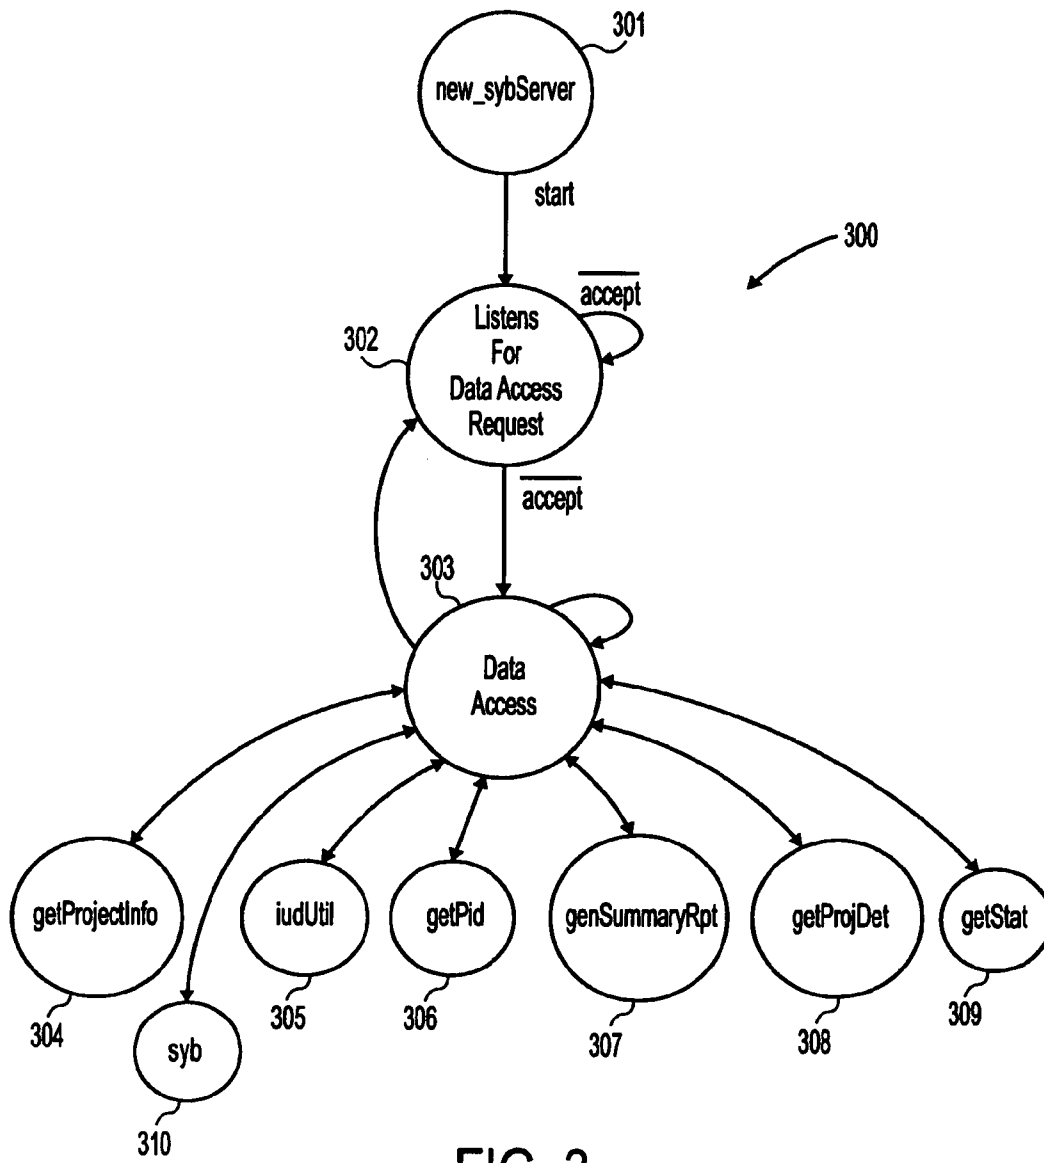 301
new_sybServer
start
300
accept
302
Listens
For
Data Access
Request
accept
303
Data
Access
getProjectInfo
iudUtil
getPid
genSummaryRpt
getProjDet
getStat
304
305
306
307
308
309
syb
310